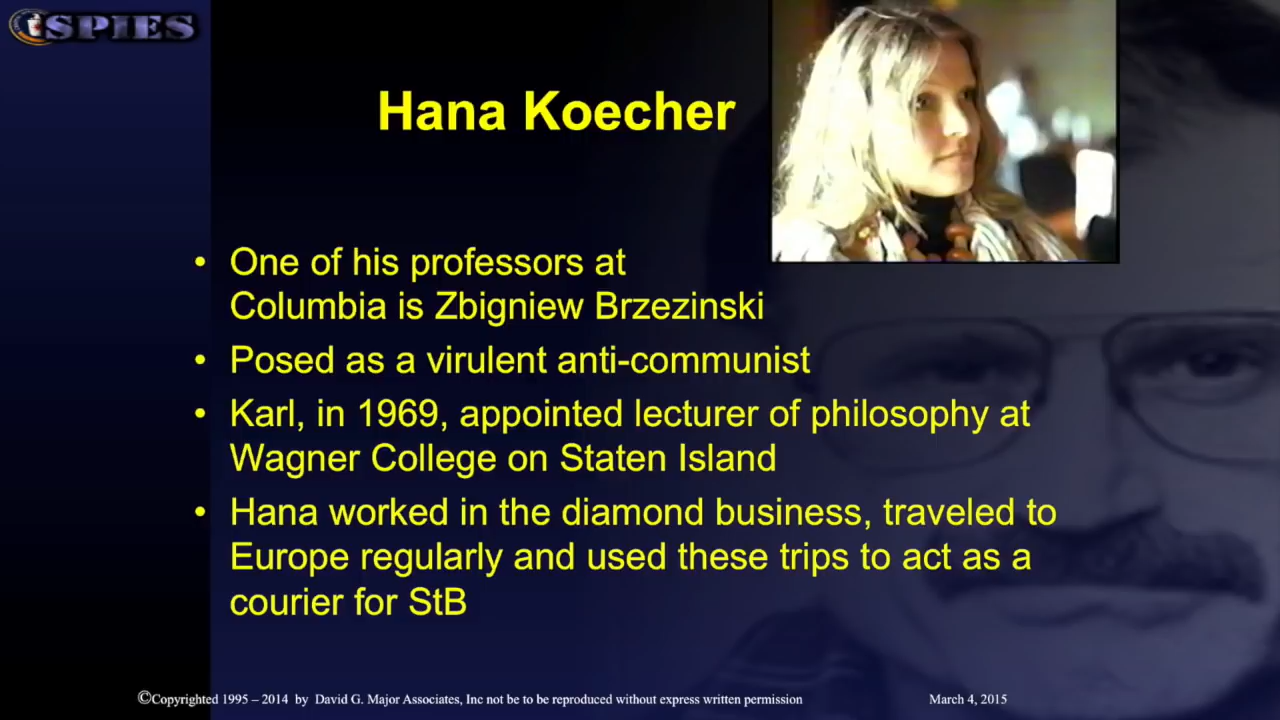 SPIES
Hana Koecher
• One of his professors at
Columbia is Zbigniew Brzezinski
• Posed as a virulent anti-communist
• Karl, in 1969, appointed lecturer of philosophy at
Wagner College on Staten Island
• Hana worked in the diamond business, traveled to
Europe regularly and used these trips to act as a
courier for StB
©Copyrighted 1995 – 2014 by David G. Major Associates, Inc not be to be reproduced without express written permission March 4, 2015